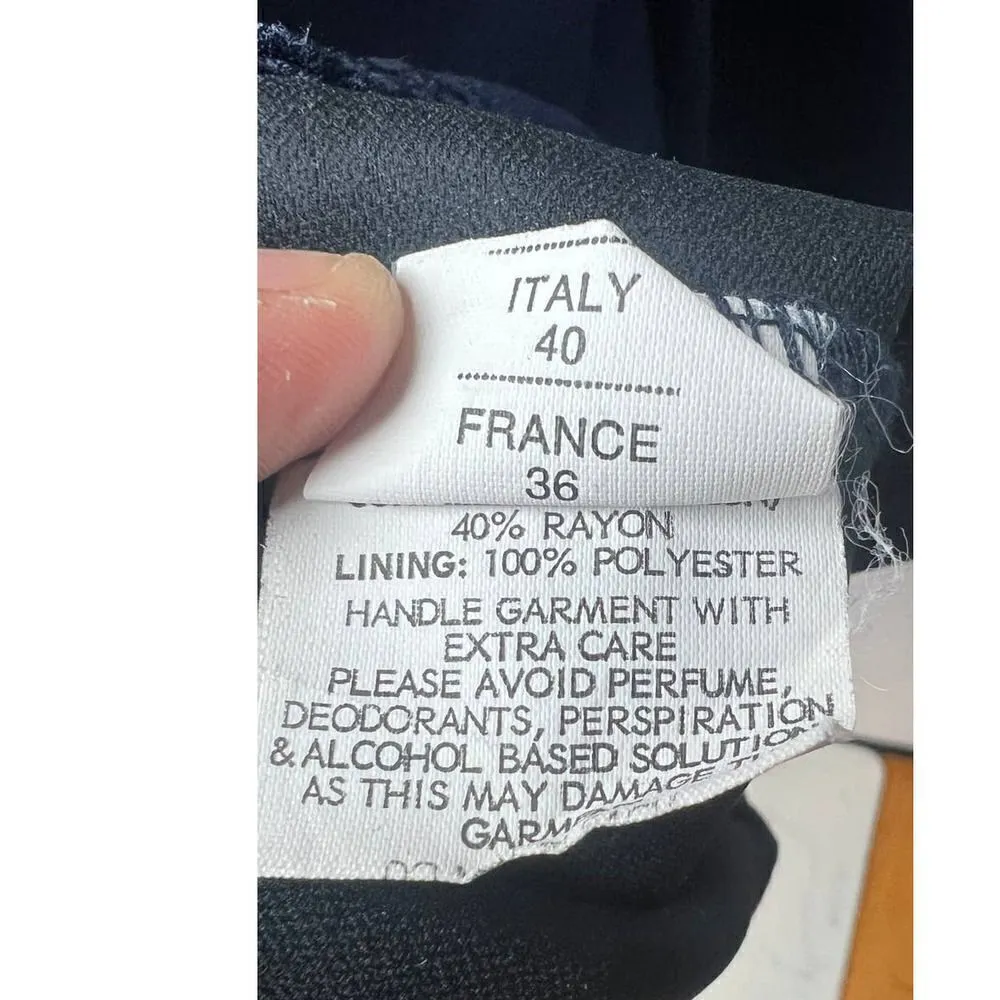 ITALY
40
FRANCE
36
40% RAYON
LINING: 100% POLYESTER
HANDLE GARMENT WITH
EXTRA CARE
PLEASE AVOID PERFUME,
DEODORANTS, PERSPIRATION
& ALCOHOL BASED SOLUTION
AS THIS MAY DAMAGE